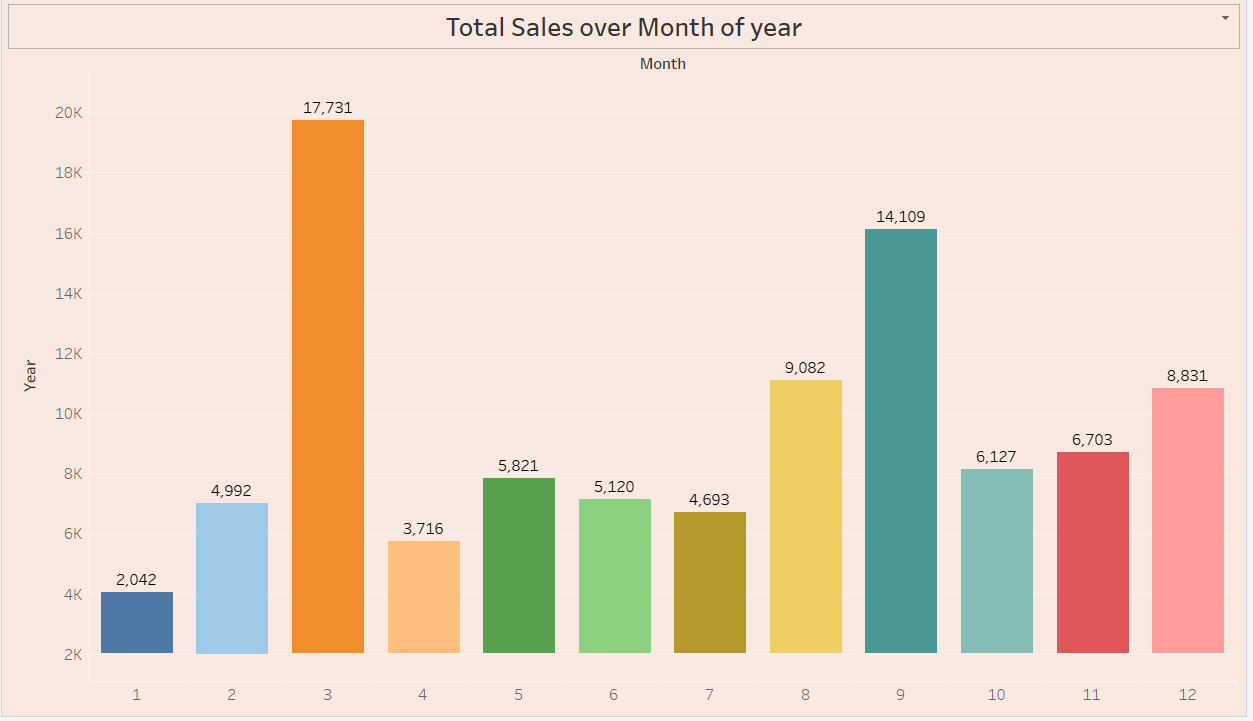 Total Sales over Month of year
Month
20K
18K
16K
14K
12K
10K
8K
6K
4K
2K
Year
2,042
4,992
17,731
3,716
5,821
5,120
4,693
9,082
14,109
6,127
6,703
8,831
1 2 3 4 5 6 7 8 9 10 11 12